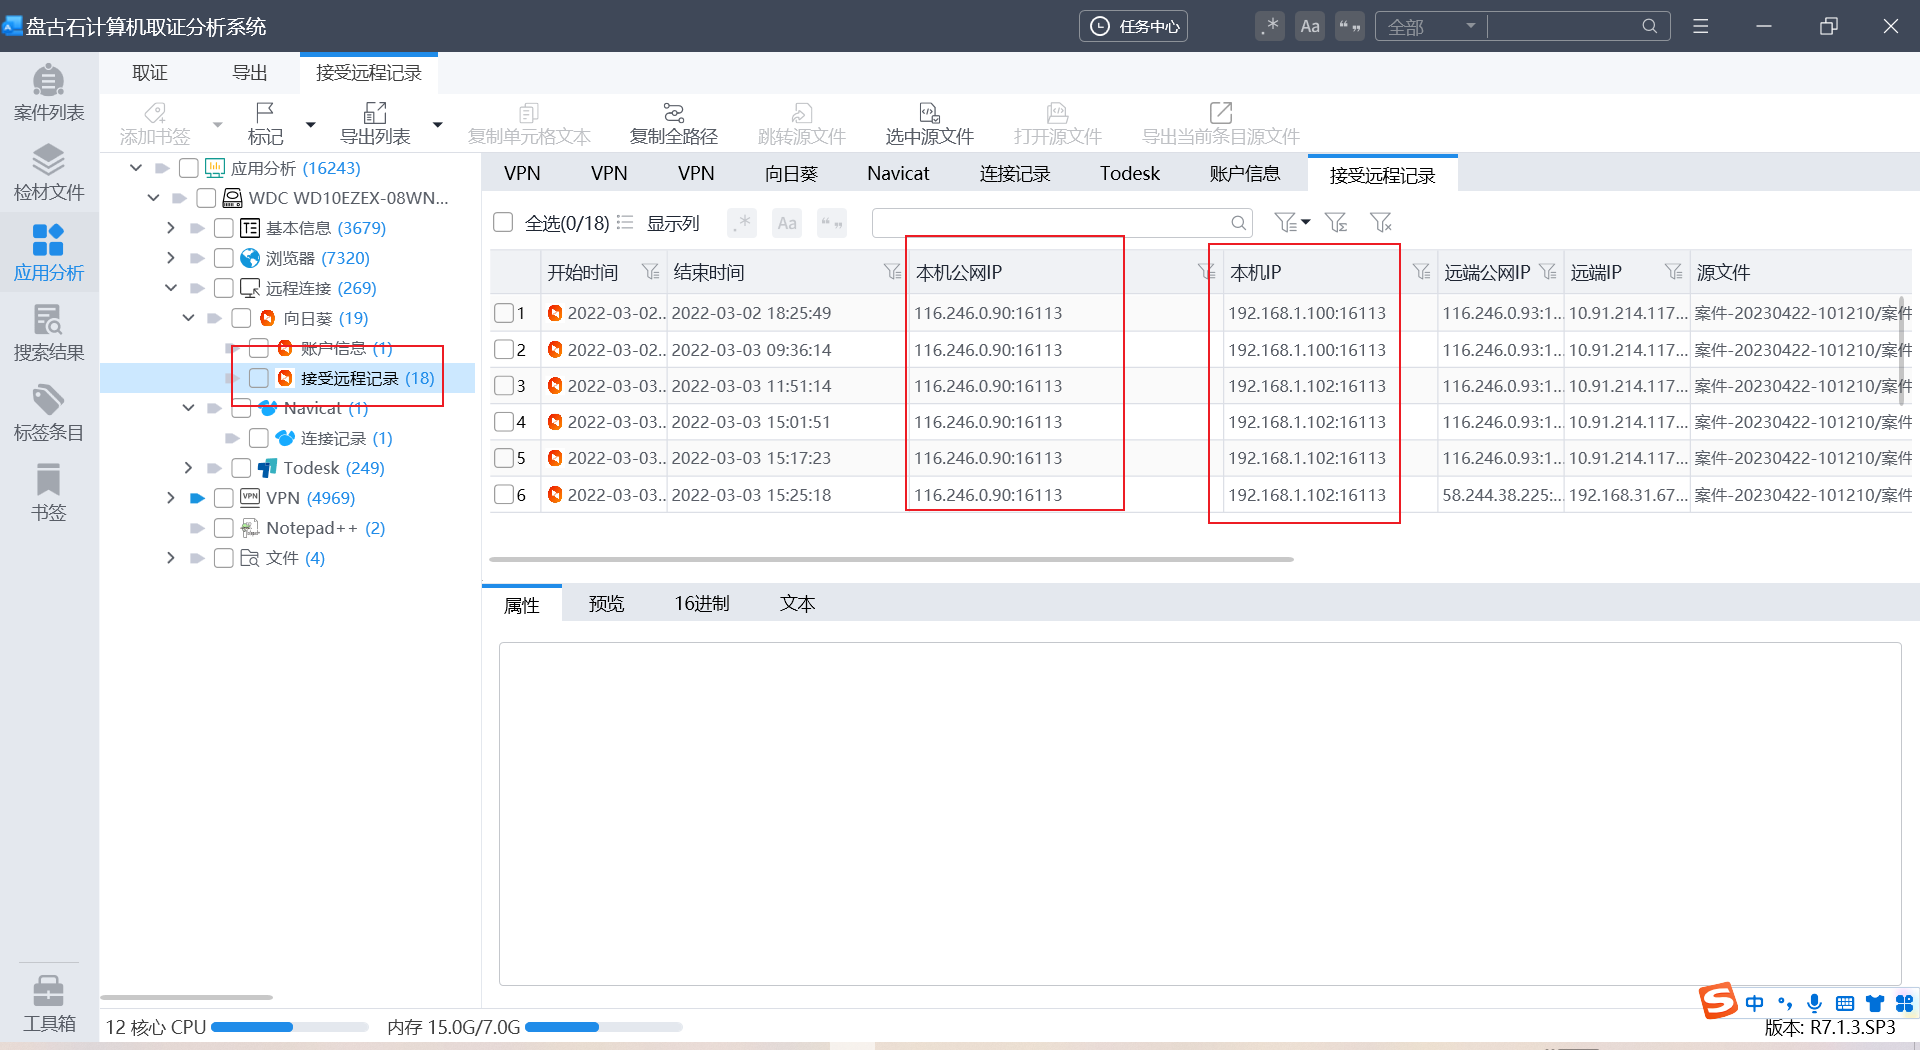 盘古石计算机取证分析系统
任务中心
.*
Aa
全部
案件列表
检材文件
应用分析
搜索结果
标签条目
书签
工具箱
取证
导出
接受远程记录
添加书签
标记
导出列表
复制单元格文本
复制全路径
跳转源文件
选中源文件
打开源文件
导出当前条目源文件
应用分析 (16243)
WDC WD10EZEX-08WN...
基本信息 (3679)
浏览器 (7320)
远程连接 (269)
向日葵 (19)
账户信息 (1)
接受远程记录 (18)
Navicat (1)
连接记录 (1)
Todesk (249)
VPN (4969)
Notepad++ (2)
文件 (4)
VPN VPN VPN 向日葵 Navicat 连接记录 Todesk 账户信息 接受远程记录
全选(0/18) 显示列 .* Aa
开始时间 结束时间 本机公网IP 本机IP 远端公网IP 远端IP 源文件
1 2022-03-02.. 2022-03-02 18:25:49 116.246.0.90:16113 192.168.1.100:16113 116.246.0.93:1... 10.91.214.117... 案件-20230422-101210/案件
2 2022-03-02.. 2022-03-03 09:36:14 116.246.0.90:16113 192.168.1.100:16113 116.246.0.93:1... 10.91.214.117... 案件-20230422-101210/案件
3 2022-03-03.. 2022-03-03 11:51:14 116.246.0.90:16113 192.168.1.102:16113 116.246.0.93:1... 10.91.214.117... 案件-20230422-101210/案件
4 2022-03-03.. 2022-03-03 15:01:51 116.246.0.90:16113 192.168.1.102:16113 116.246.0.93:1... 10.91.214.117... 案件-20230422-101210/案件
5 2022-03-03.. 2022-03-03 15:17:23 116.246.0.90:16113 192.168.1.102:16113 116.246.0.93:1... 10.91.214.117... 案件-20230422-101210/案件
6 2022-03-03.. 2022-03-03 15:25:18 116.246.0.90:16113 192.168.1.102:16113 58.244.38.225:... 192.168.31.67... 案件-20230422-101210/案件
属性 预览 16进制 文本
中
12 核心 CPU
内存 15.0G/7.0G
版本: R7.1.3.SP3